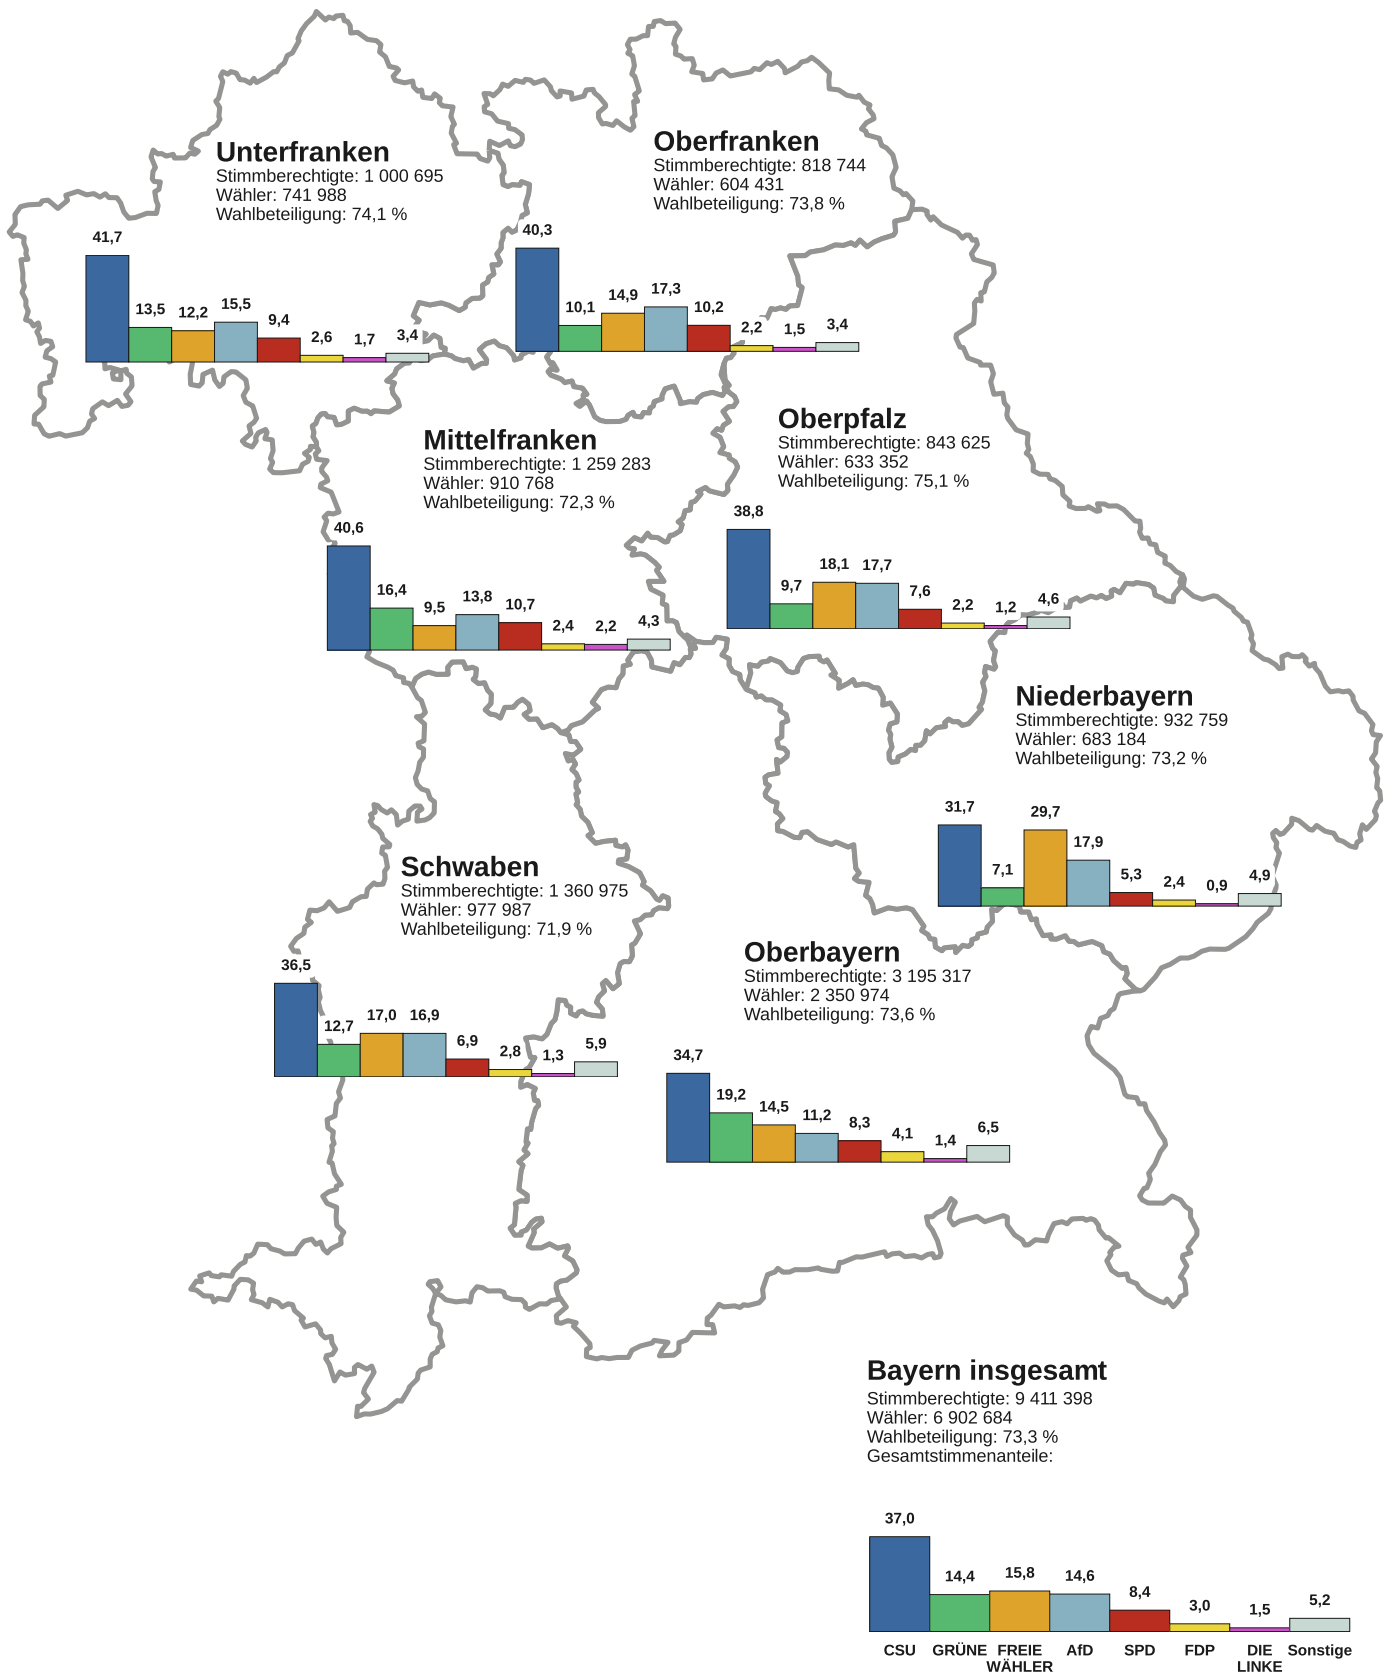 Unterfranken
Stimmberechtigte: 1 000 695
Wähler: 741 988
Wahlbeteiligung: 74,1 %
41,7
13,5
12,2
15,5
9,4
2,6
1,7
3,4
Oberfranken
Stimmberechtigte: 818 744
Wähler: 604 431
Wahlbeteiligung: 73,8 %
40,3
10,1
14,9
17,3
10,2
2,2
1,5
3,4
Mittelfranken
Stimmberechtigte: 1 259 283
Wähler: 910 768
Wahlbeteiligung: 72,3 %
40,6
16,4
9,5
13,8
10,7
2,4
2,2
4,3
Oberpfalz
Stimmberechtigte: 843 625
Wähler: 633 352
Wahlbeteiligung: 75,1 %
38,8
9,7
18,1
17,7
7,6
2,2
1,2
4,6
Niederbayern
Stimmberechtigte: 932 759
Wähler: 683 184
Wahlbeteiligung: 73,2 %
31,7
7,1
29,7
17,9
5,3
2,4
0,9
4,9
Schwaben
Stimmberechtigte: 1 360 975
Wähler: 977 987
Wahlbeteiligung: 71,9 %
36,5
12,7
17,0
16,9
6,9
2,8
1,3
5,9
Oberbayern
Stimmberechtigte: 3 195 317
Wähler: 2 350 974
Wahlbeteiligung: 73,6 %
34,7
19,2
14,5
11,2
8,3
4,1
1,4
6,5
Bayern insgesamt
Stimmberechtigte: 9 411 398
Wähler: 6 902 684
Wahlbeteiligung: 73,3 %
Gesamtstimmenanteile:
37,0
14,4
15,8
14,6
8,4
3,0
1,5
5,2
CSU
GRÜNE
FREIE
WÄHLER
AfD
SPD
FDP
DIE
LINKE
Sonstige